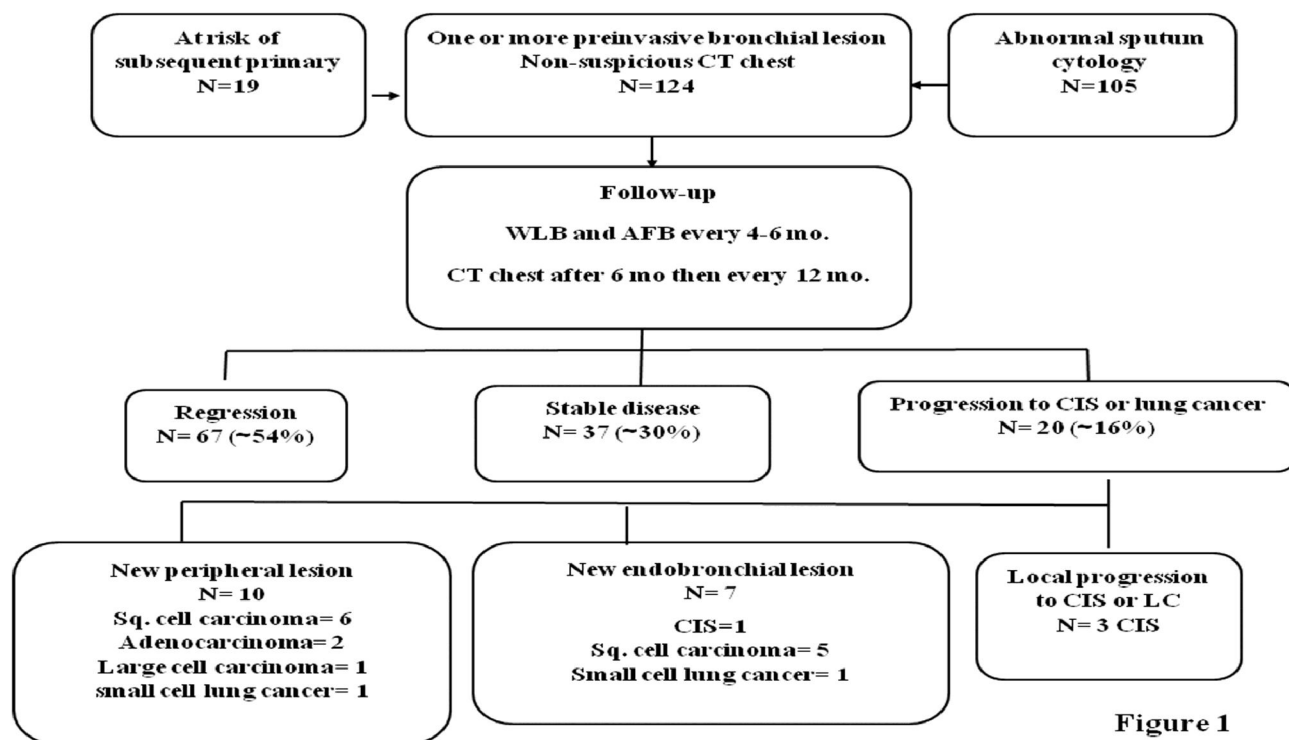 At risk of
subsequent primary
N=19
One or more preinvasive bronchial lesion
Non-suspicious CT chest
N=124
Abnormal sputum
cytology
N=105
Follow-up
WLB and AFB every 4-6 mo.
CT chest after 6 mo then every 12 mo.
Regression
N= 67 (~54%)
Stable disease
N= 37 (~30%)
Progression to CIS or lung cancer
N= 20 (~16%)
New peripheral lesion
N= 10
Sq. cell carcinoma= 6
Adenocarcinoma= 2
Large cell carcinoma= 1
small cell lung cancer= 1
New endobronchial lesion
N= 7
CIS=1
Sq. cell carcinoma= 5
Small cell lung cancer= 1
Local progression
to CIS or LC
N= 3 CIS
Figure 1